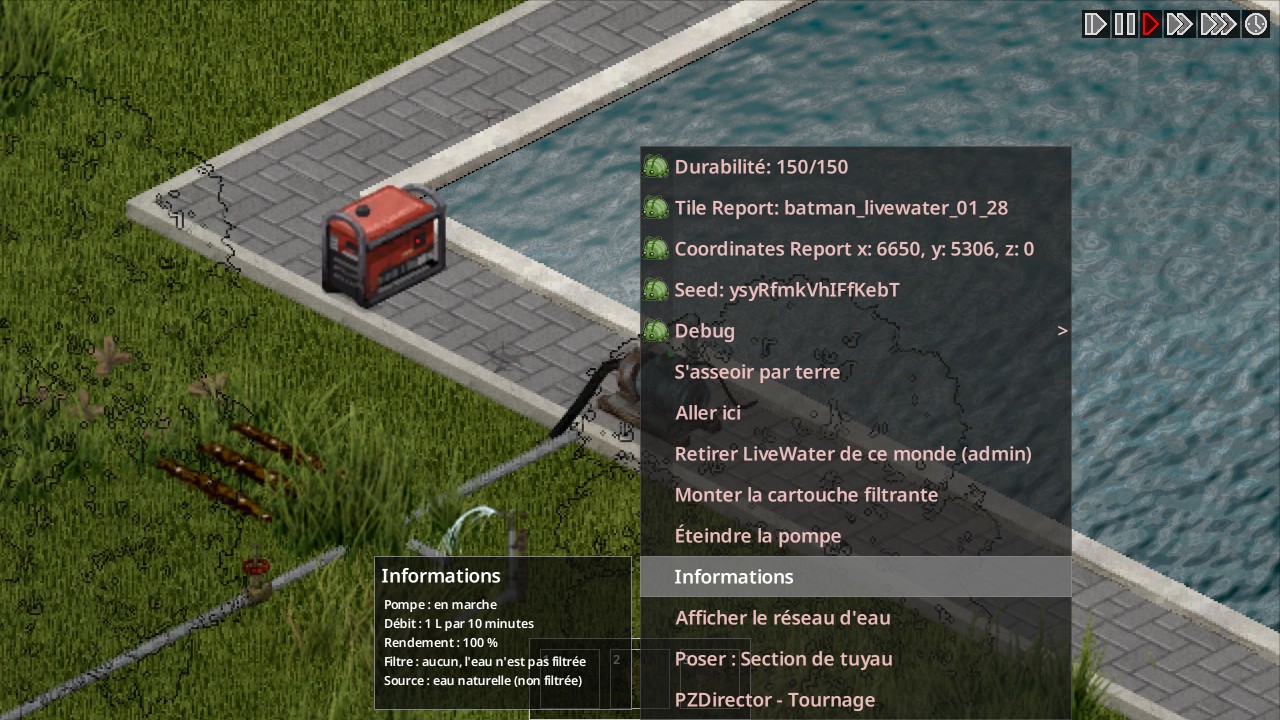 Durabilité: 150/150
Tile Report: batman_livewater_01_28
Coordinates Report x: 6650, y: 5306, z: 0
Seed: ysyRfmkVhIFfKebT
Debug >
S'asseoir par terre
Aller ici
Retirer LiveWater de ce monde (admin)
Monter la cartouche filtrante
Éteindre la pompe
Informations
Afficher le réseau d'eau
Poser : Section de tuyau
PZDirector - Tournage
Informations
Pompe : en marche
Débit : 1 L par 10 minutes
Rendement : 100 %
Filtre : aucun, l'eau n'est pas filtrée
Source : eau naturelle (non filtrée)
2